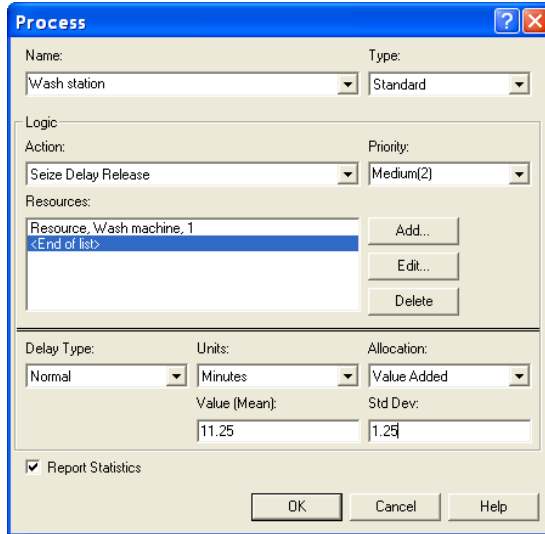 Process
Name: Type:
Wash station Standard
Logic
Action: Priority:
Seize Delay Release Medium(2)
Resources:
Resource, Wash machine, 1
<End of list>
Add...
Edit...
Delete
Delay Type: Units: Allocation:
Normal Minutes Value Added
Value (Mean): Std Dev:
11.25 1.25
Report Statistics
OK Cancel Help